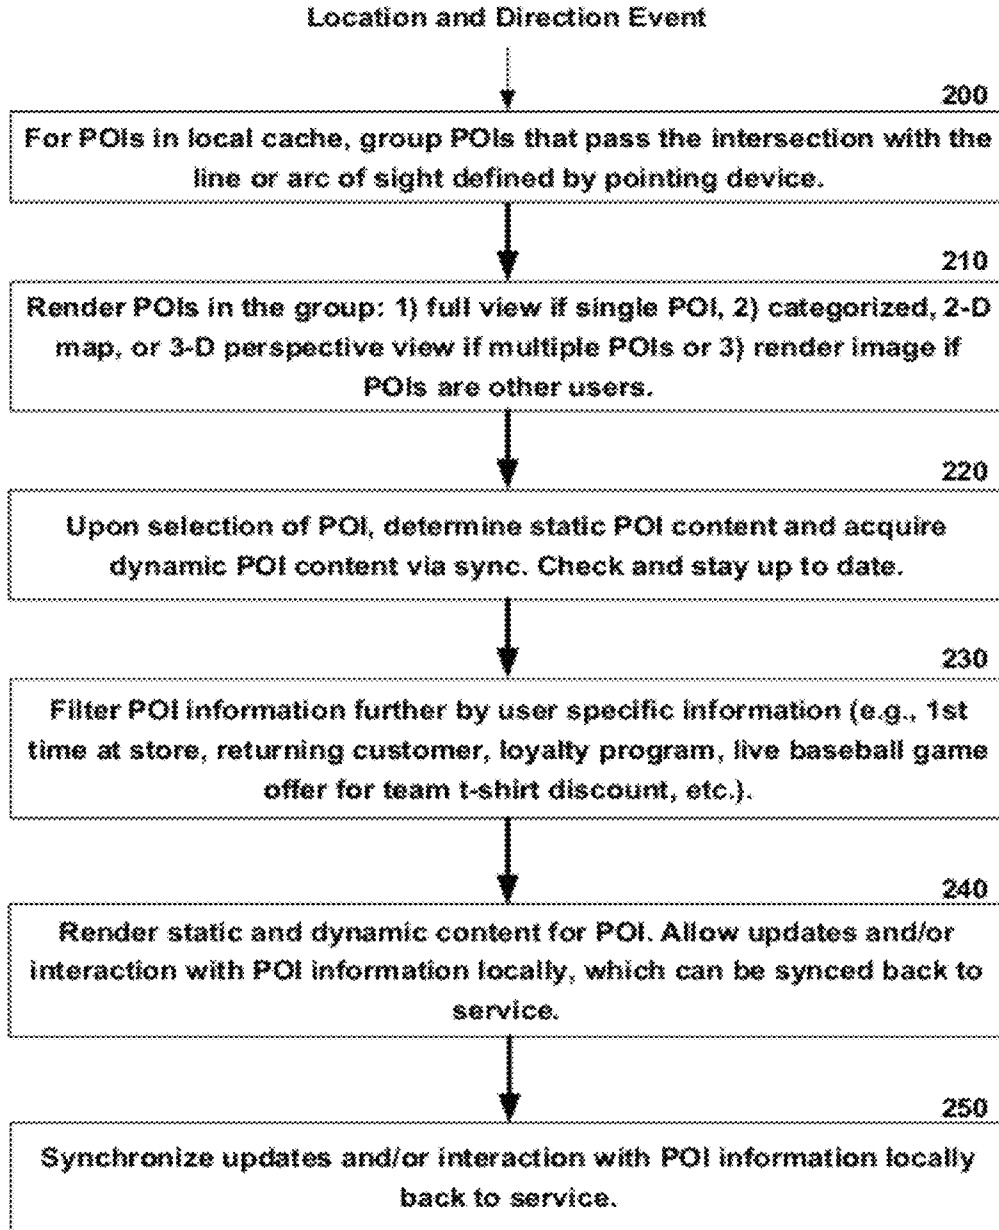 Location and Direction Event
200
For POIs in local cache, group POIs that pass the intersection with the
line or arc of sight defined by pointing device.
210
Render POIs in the group: 1) full view if single POI, 2) categorized, 2-D
map, or 3-D perspective view if multiple POIs or 3) render image if
POIs are other users.
220
Upon selection of POI, determine static POI content and acquire
dynamic POI content via sync. Check and stay up to date.
230
Filter POI information further by user specific information (e.g., 1st
time at store, returning customer, loyalty program, live baseball game
offer for team t-shirt discount, etc.).
240
Render static and dynamic content for POI. Allow updates and/or
interaction with POI information locally, which can be synced back to
service.
250
Synchronize updates and/or interaction with POI information locally
back to service.